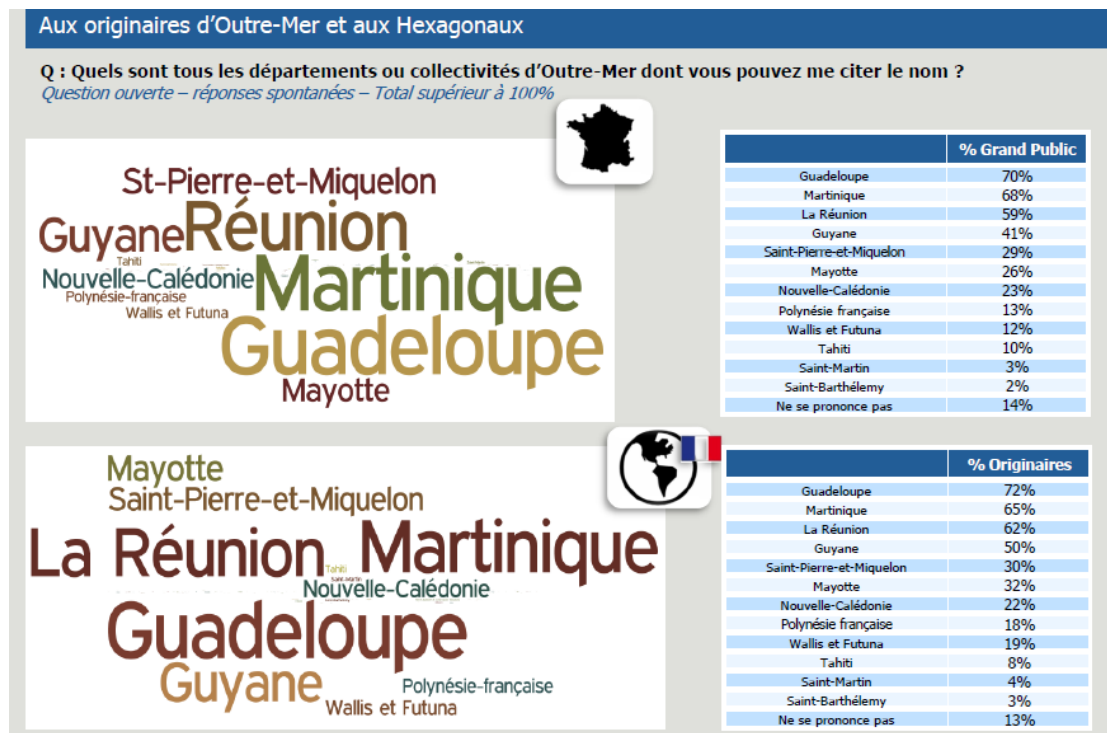 Aux originaires d'Outre-Mer et aux Hexagonaux
Q : Quels sont tous les départements ou collectivités d'Outre-Mer dont vous pouvez me citer le nom ?
Question ouverte – réponses spontanées – Total supérieur à 100%
St-Pierre-et-Miquelon
Guyane Réunion
Tahiti
Nouvelle-Calédonie Martinique
Polynésie-française
Wallis et Futuna
Guadeloupe
Mayotte
% Grand Public
Guadeloupe 70%
Martinique 68%
La Réunion 59%
Guyane 41%
Saint-Pierre-et-Miquelon 29%
Mayotte 26%
Nouvelle-Calédonie 23%
Polynésie française 13%
Wallis et Futuna 12%
Tahiti 10%
Saint-Martin 3%
Saint-Barthélemy 2%
Ne se prononce pas 14%
Mayotte
Saint-Pierre-et-Miquelon
La Réunion Martinique
Tahiti
Saint-Martin
Nouvelle-Calédonie
Guadeloupe
Guyane
Polynésie-française
Wallis et Futuna
% Originaires
Guadeloupe 72%
Martinique 65%
La Réunion 62%
Guyane 50%
Saint-Pierre-et-Miquelon 30%
Mayotte 32%
Nouvelle-Calédonie 22%
Polynésie française 18%
Wallis et Futuna 19%
Tahiti 8%
Saint-Martin 4%
Saint-Barthélemy 3%
Ne se prononce pas 13%